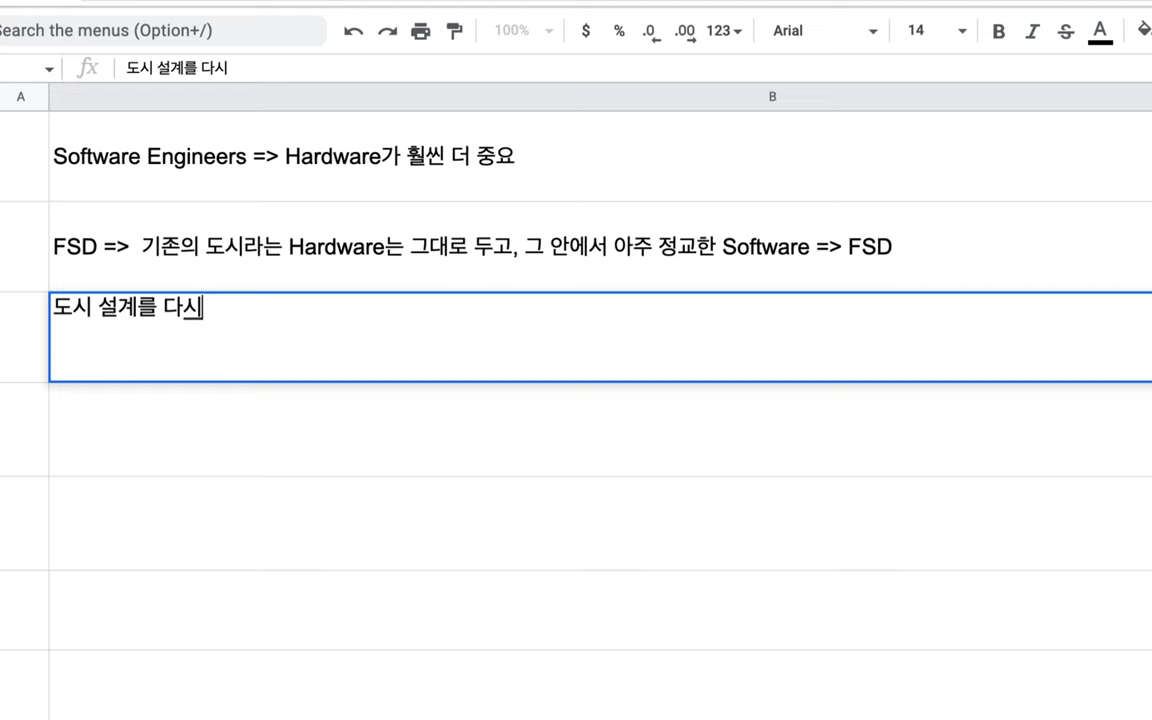 Search the menus (Option+/)
100%
$ % .0 .00 123
Arial
14
B I S A
fx 도시 설계를 다시
A B
Software Engineers => Hardware가 훨씬 더 중요
FSD => 기존의 도시라는 Hardware는 그대로 두고, 그 안에서 아주 정교한 Software => FSD
도시 설계를 다시